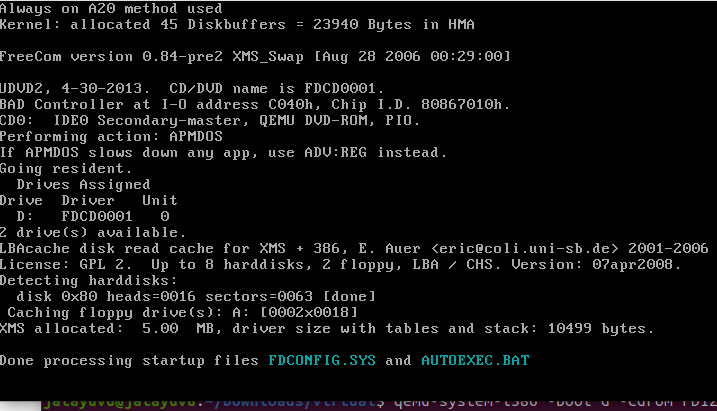 Always on A20 method used
Kernel: allocated 45 Diskbuffers = 23940 Bytes in HMA
FreeCom version 0.84-pre2 XMS_Swap [Aug 28 2006 00:29:00]
UDVD2, 4-30-2013.  CD/DVD name is FDCD0001.
BAD Controller at I-O address C040h, Chip I.D. 80867010h.
CD0:  IDE0 Secondary-master, QEMU DVD-ROM, PIO.
Performing action: APMDOS
If APMDOS slows down any app, use ADV:REG instead.
Going resident.
  Drives Assigned
Drive  Driver   Unit
  D:   FDCD0001   0
2 drive(s) available.
LBAcache disk read cache for XMS + 386, E. Auer <eric@coli.uni-sb.de> 2001-2006
License: GPL 2.  Up to 8 harddisks, 2 floppy, LBA / CHS. Version: 07apr2008.
Detecting harddisks:
  disk 0x80 heads=0016 sectors=0063 [done]
 Caching floppy drive(s): A: [0002x0018]
XMS allocated:  5.00  MB, driver size with tables and stack: 10499 bytes.
Done processing startup files FDCONFIG.SYS and AUTOEXEC.BAT
qemu-system-i386 -boot d -cdrom FD12